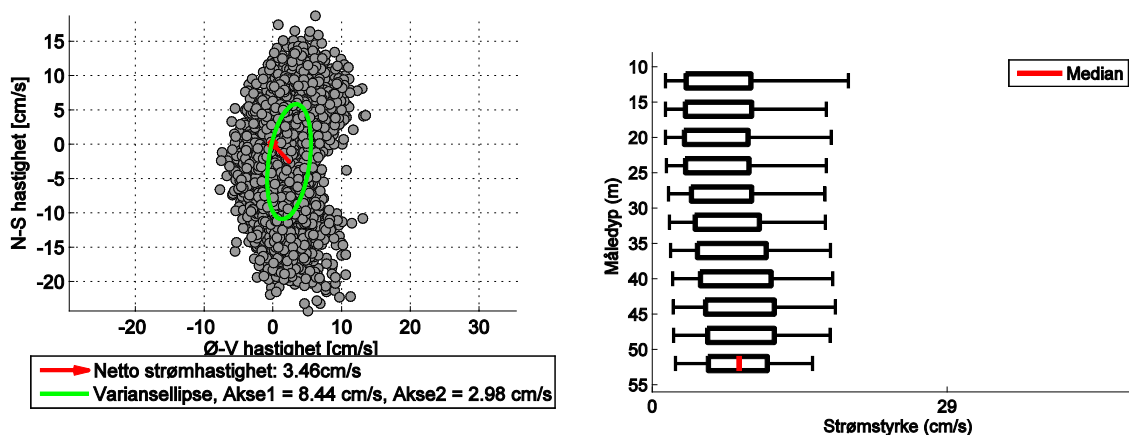 N-S hastighet [cm/s]
15
10
5
0
-5
-10
-15
-20
-20 -10 0 10 20 30
Ø-V hastighet [cm/s]
Netto strømhastighet: 3.46cm/s
Variansellipse, Akse1 = 8.44 cm/s, Akse2 = 2.98 cm/s
Median
Måledyp (m)
10
15
20
25
30
35
40
45
50
55
0 29
Strømstyrke (cm/s)